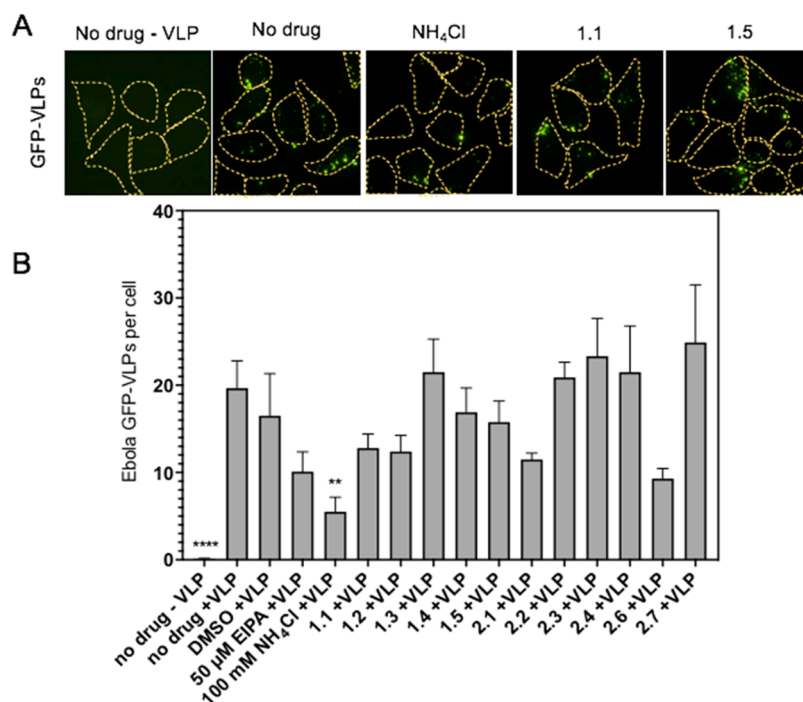 A
No drug - VLP
No drug
NH₄Cl
1.1
1.5
GFP-VLPs
B
Ebola GFP-VLPs per cell
40
30
20
10
0
****
**
no drug - VLP
no drug +VLP
DMSO +VLP
50 µM EIPA +VLP
100 mM NH₄Cl +VLP
1.1 +VLP
1.2 +VLP
1.3 +VLP
1.4 +VLP
1.5 +VLP
2.1 +VLP
2.2 +VLP
2.3 +VLP
2.4 +VLP
2.6 +VLP
2.7 +VLP